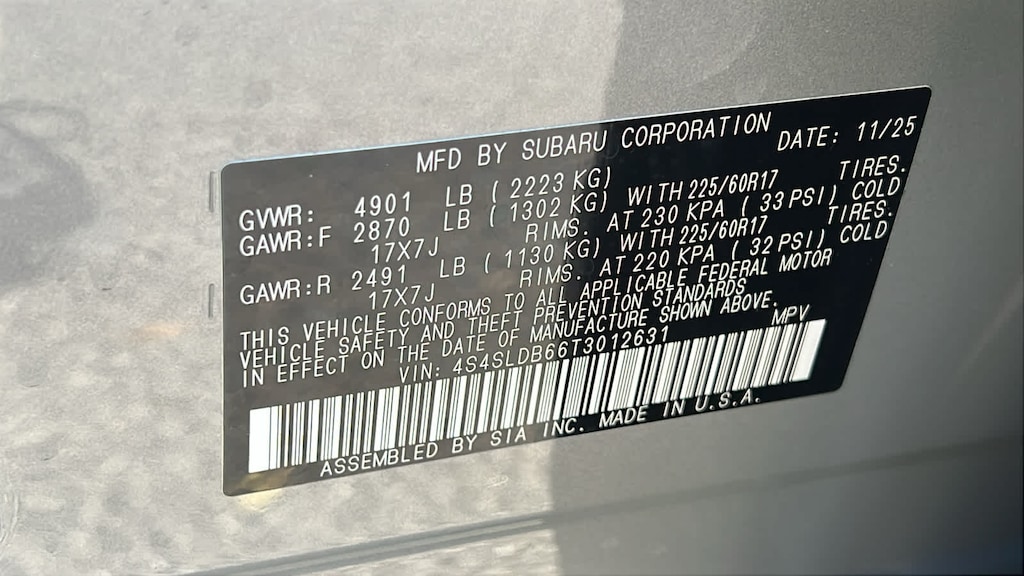 MFD BY SUBARU CORPORATION DATE: 11/25
GVWR: 4901 LB ( 2223 KG) TIRES.
GAWR:F 2870 LB ( 1302 KG) WITH 225/60R17
17X7J RIMS. AT 230 KPA ( 33 PSI) COLD
GAWR:R 2491 LB ( 1130 KG) WITH 225/60R17 TIRES.
17X7J RIMS. AT 220 KPA ( 32 PSI) COLD
THIS VEHICLE CONFORMS TO ALL APPLICABLE FEDERAL MOTOR
VEHICLE SAFETY AND THEFT PREVENTION STANDARDS
IN EFFECT ON THE DATE OF MANUFACTURE SHOWN ABOVE.
VIN: 4S4SLDB66T3012631 MPV
ASSEMBLED BY SIA INC. MADE IN U.S.A.